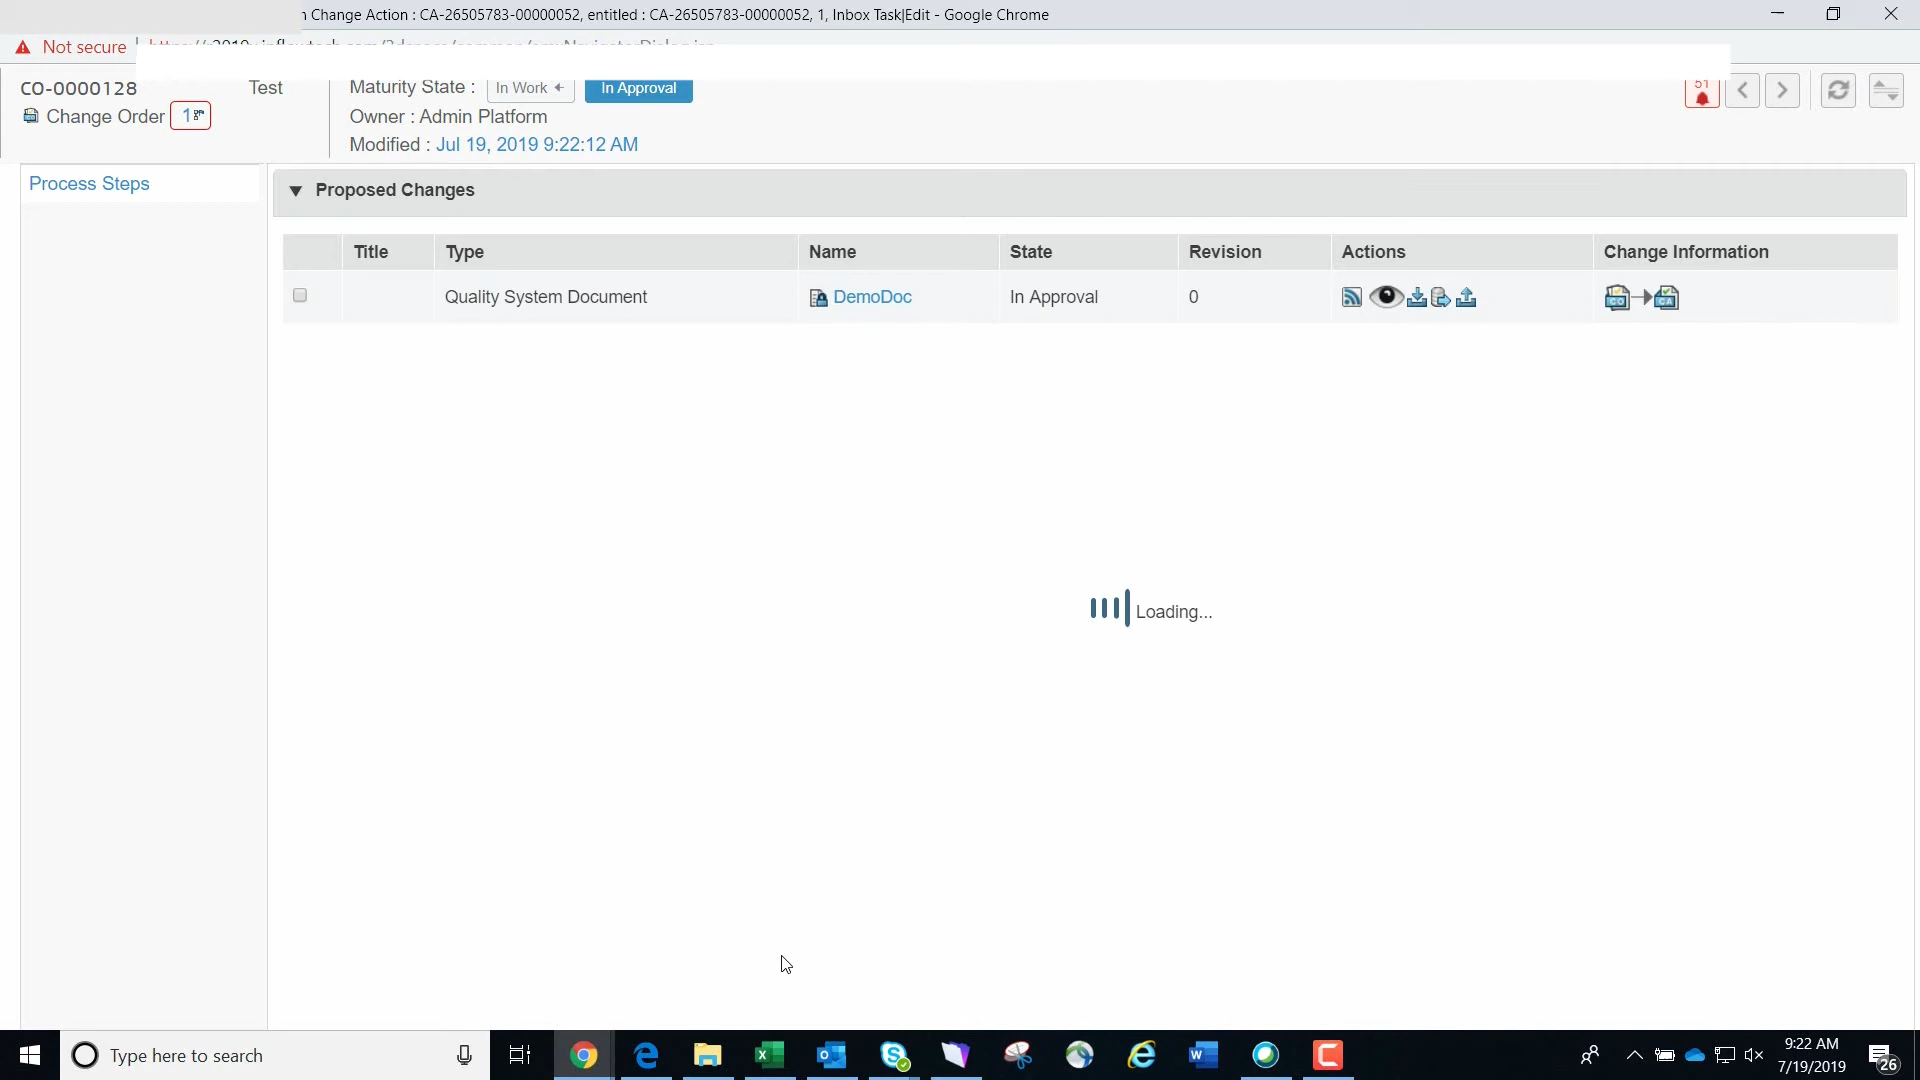 n Change Action : CA-26505783-00000052, entitled : CA-26505783-00000052, 1, Inbox Task|Edit - Google Chrome
Not secure
CO-0000128
Test
Change Order
1
Maturity State :
In Work
In Approval
Owner : Admin Platform
Modified : Jul 19, 2019 9:22:12 AM
51
Process Steps
Proposed Changes
Title Type Name State Revision Actions Change Information
Quality System Document DemoDoc In Approval 0
CO CA
Loading...
Type here to search
9:22 AM
7/19/2019
26